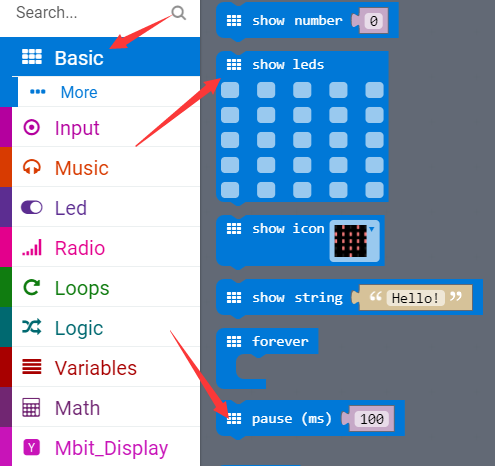 Search...
Basic
More
Input
Music
Led
Radio
Loops
Logic
Variables
Math
Mbit_Display
show number 0
show leds
show icon
show string “ Hello! ”
forever
pause (ms) 100